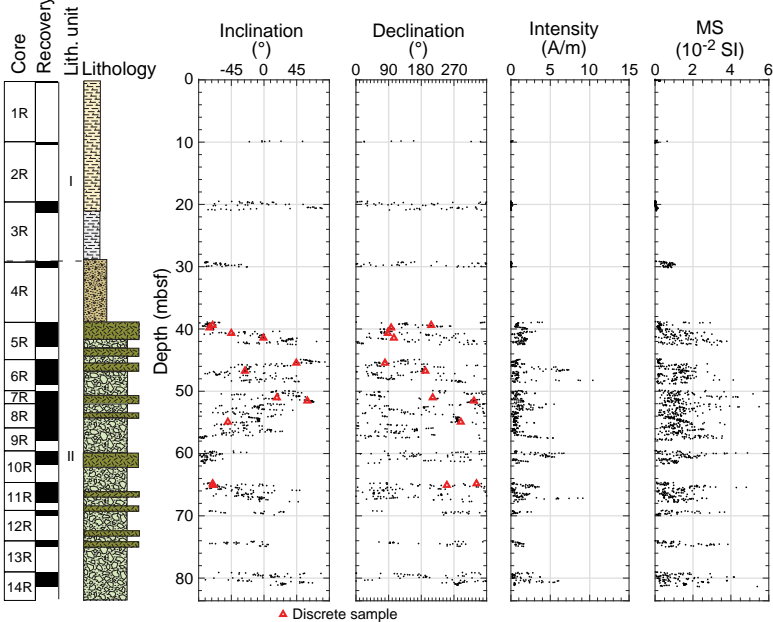 Core
Recovery
Lith. unit
Lithology
Inclination
(°)
Declination
(°)
Intensity
(A/m)
MS
(10-2 SI)
-45 0 45
0 90 180 270
0 5 10 15
0 2 4 6
Depth (mbsf)
0
10
20
30
40
50
60
70
80
1R
2R
3R
4R
5R
6R
7R
8R
9R
10R
11R
12R
13R
14R
I
II
Discrete sample